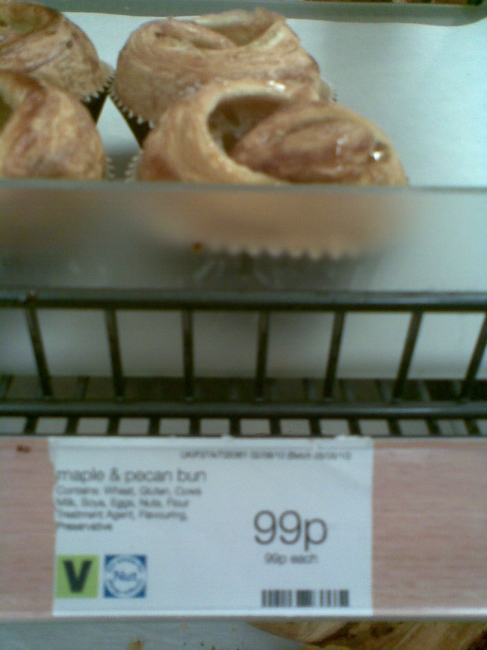 maple & pecan bun
Contains: Wheat, Gluten, Cows
Milk, Soya, Eggs, Nuts, Flour
Treatment Agent, Flavouring,
Preservative
99p
99p each
V
Nut